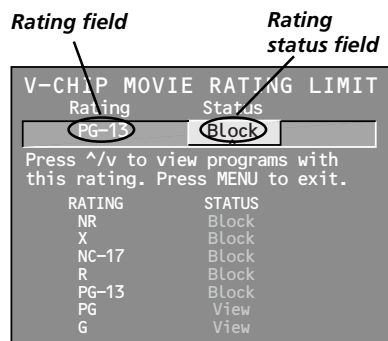 Rating field
Rating
status field
V-CHIP MOVIE RATING LIMIT
Rating Status
PG-13 Block
Press ^/v to view programs with
this rating. Press MENU to exit.
RATING STATUS
NR Block
X Block
NC-17 Block
R Block
PG-13 Block
PG View
G View